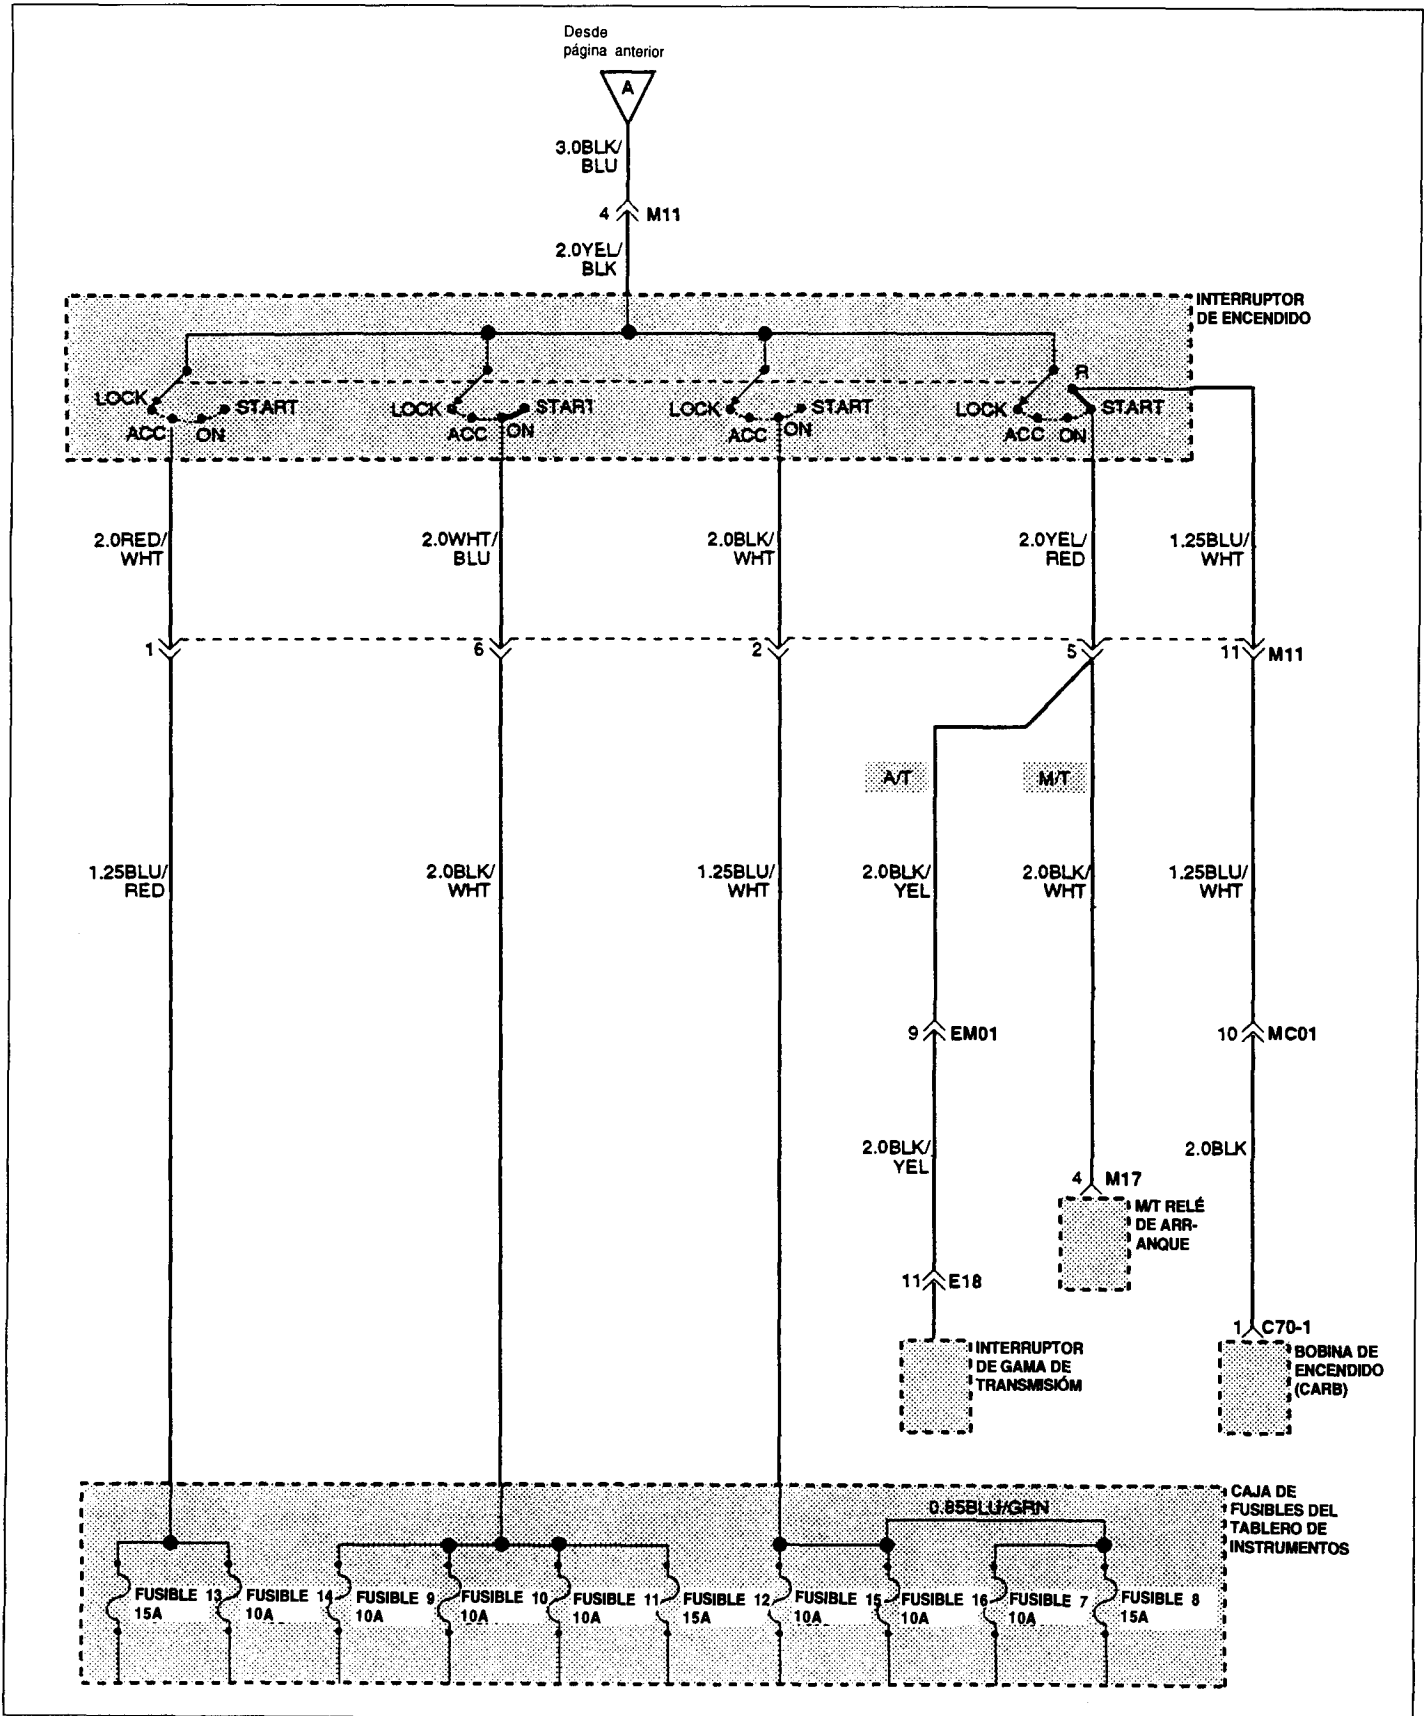 Desde
página anterior
A
3.0BLK/
BLU
4 M11
2.0YEL/
BLK
INTERRUPTOR
DE ENCENDIDO
LOCK ACC ON START
LOCK ACC ON START
LOCK ACC ON START
LOCK ACC ON START R
2.0RED/
WHT
2.0WHT/
BLU
2.0BLK/
WHT
2.0YEL/
RED
1.25BLU/
WHT
1 6 2 5 11 M11
A/T M/T
1.25BLU/
RED
2.0BLK/
WHT
1.25BLU/
WHT
2.0BLK/
YEL
2.0BLK/
WHT
1.25BLU/
WHT
9 EM01
10 MC01
2.0BLK/
YEL
2.0BLK
4 M17
M/T RELÉ
DE ARR-
ANQUE
11 E18
INTERRUPTOR
DE GAMA DE
TRANSMISIÓM
1 C70-1
BOBINA DE
ENCENDIDO
(CARB)
CAJA DE
FUSIBLES DEL
TABLERO DE
INSTRUMENTOS
0.85BLU/GRN
FUSIBLE 13
15A
FUSIBLE 14
10A
FUSIBLE 9
10A
FUSIBLE 10
10A
FUSIBLE 11
10A
FUSIBLE 12
15A
FUSIBLE 15
10A
FUSIBLE 16
10A
FUSIBLE 7
10A
FUSIBLE 8
15A